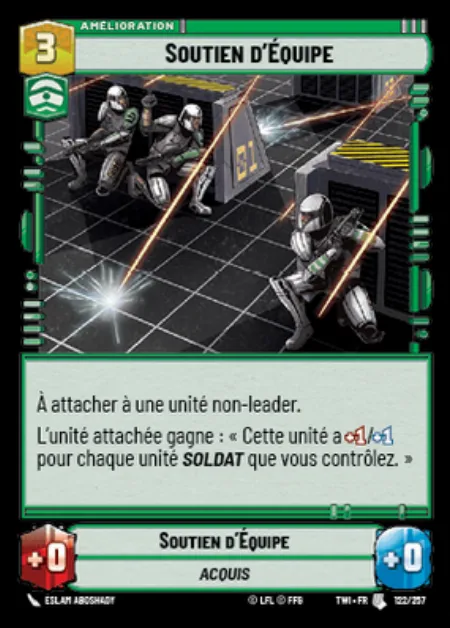 AMÉLIORATION
3
SOUTIEN D'ÉQUIPE
01
À attacher à une unité non-leader.
L'unité attachée gagne : « Cette unité a +1/+1
pour chaque unité SOLDAT que vous contrôlez. »
SOUTIEN D'ÉQUIPE
+0
+0
ACQUIS
ESLAM ABOSHADY
© LFL © FFG
TWI • FR
122/257